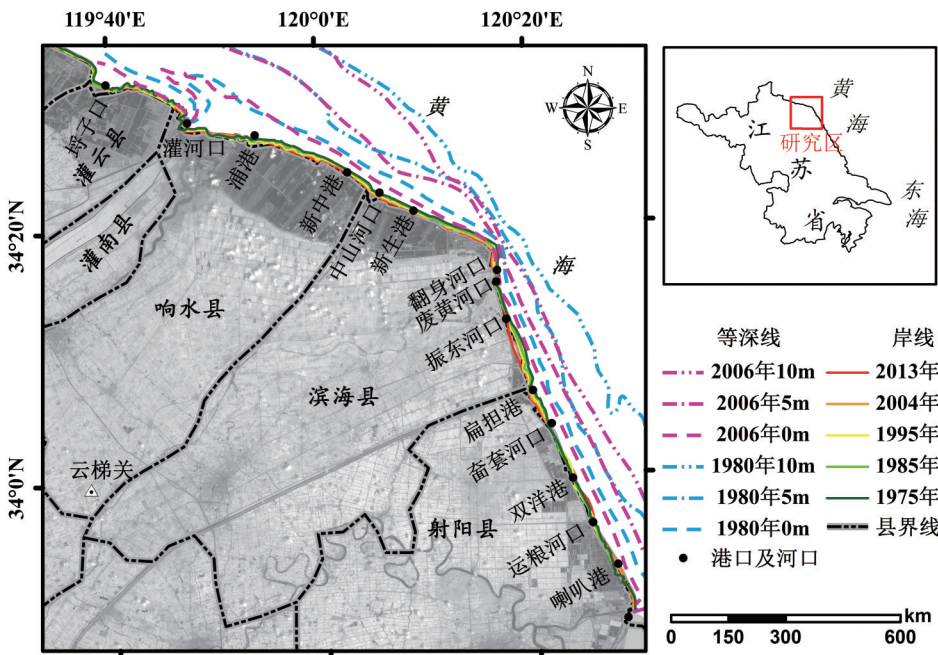 119°40'E
120°00'E
120°20'E
34°20'N
34°0'N
N
W
E
S
黄
海
埒子口
灌云县
灌河口
浦港
新中港
中山河口
新生港
灌南县
响水县
翻身河口
废黄河口
振东河口
滨海县
扁担港
奋套河口
双洋港
云梯关
射阳县
运粮河口
喇叭港
黄
海
江
苏
省
研究区
东
海
等深线
岸线
2006年10m
2013年
2006年5m
2004年
2006年0m
1995年
1980年10m
1985年
1980年5m
1975年
1980年0m
县界线
港口及河口
km
0
150
300
600